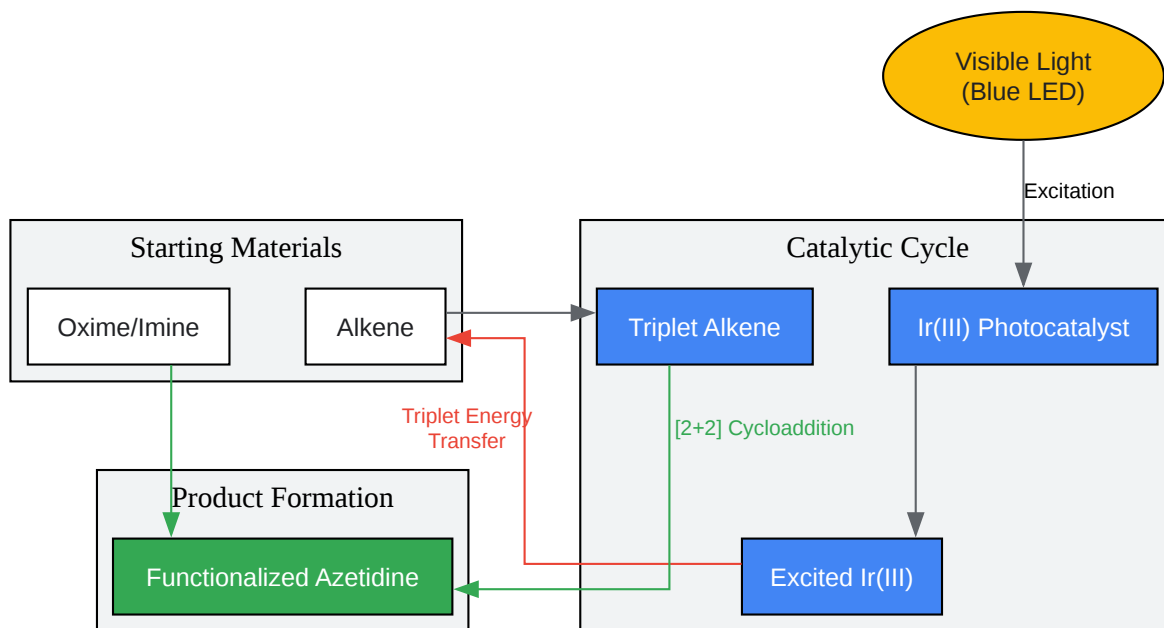 Visible Light
(Blue LED)
Excitation
Starting Materials
Catalytic Cycle
Oxime/Imine
Alkene
Triplet Alkene
Ir(III) Photocatalyst
Triplet Energy
Transfer
[2+2] Cycloaddition
Product Formation
Functionalized Azetidine
Excited Ir(III)